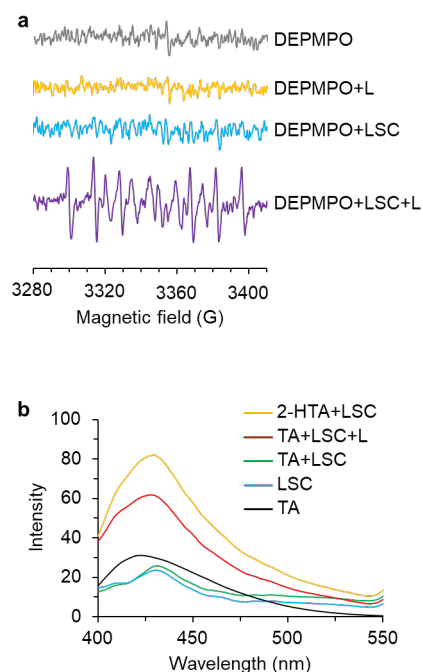 a
DEPMPO
DEPMPO+L
DEPMPO+LSC
DEPMPO+LSC+L
3280 3320 3360 3400
Magnetic field (G)
b
100
80
60
40
20
0
Intensity
2-HTA+LSC
TA+LSC+L
TA+LSC
LSC
TA
400 450 500 550
Wavelength (nm)